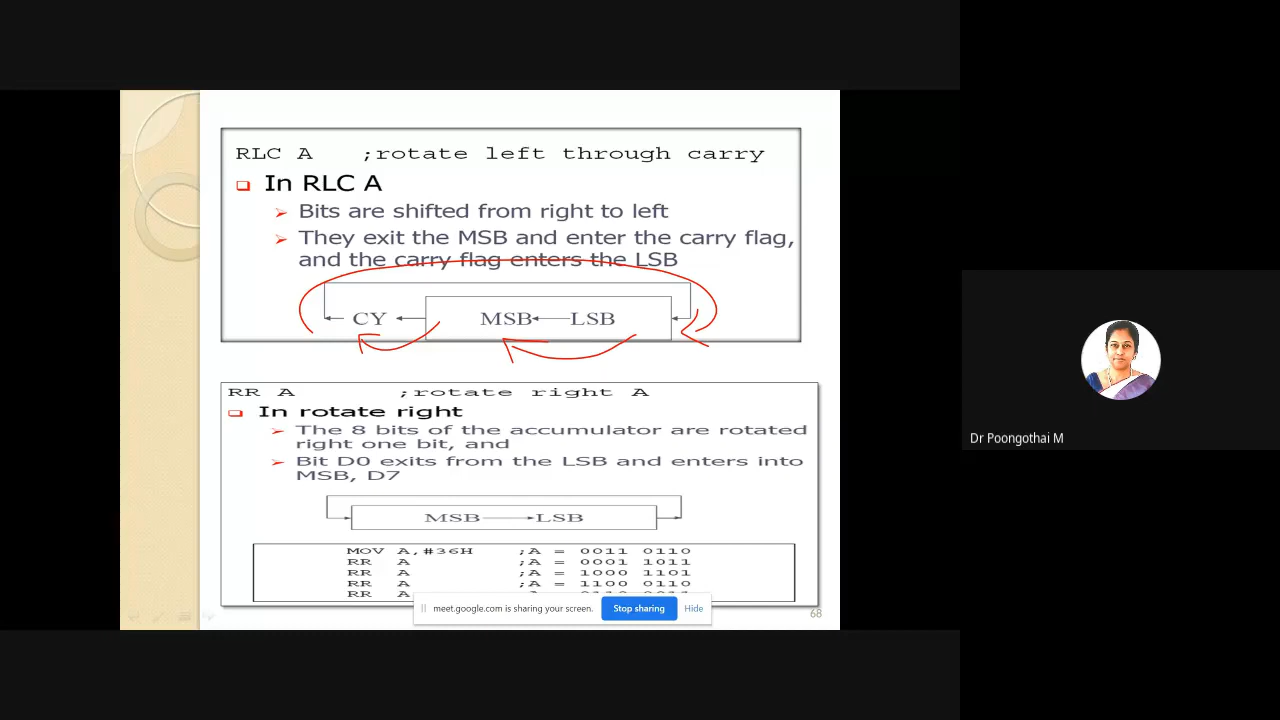 RLC A ;rotate left through carry
In RLC A
Bits are shifted from right to left
They exit the MSB and enter the carry flag,
and the carry flag enters the LSB
CY MSB LSB
RR A ;rotate right A
In rotate right
The 8 bits of the accumulator are rotated
right one bit, and
Bit D0 exits from the LSB and enters into
MSB, D7
MSB LSB
MOV A,#36H ;A = 0011 0110
RR A ;A = 0001 1011
RR A ;A = 1000 1101
RR A ;A = 1100 0110
RR A
meet.google.com is sharing your screen. Stop sharing Hide
68
Dr Poongothai M